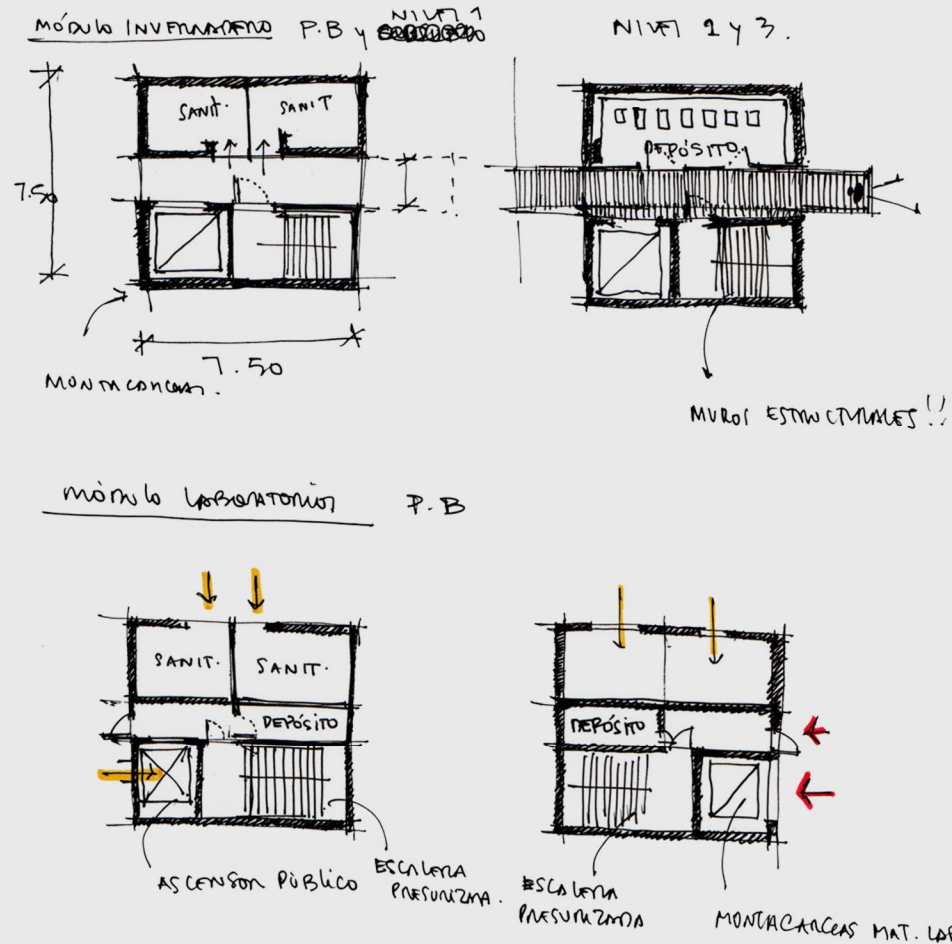 MÓDULO INVERNADERO P.B y NIVEL 1
SANIT. SANIT
7.50
7.50
MONTACARGAS.
NIVEL 1 y 3.
DEPÓSITO
MUROS ESTRUCTURALES!!
MÓDULO LABORATORIOS P.B
SANIT. SANIT.
DEPÓSITO
ASCENSOR PÚBLICO
ESCALERA
PRESURIZADA.
DEPÓSITO
ESCALERA
PRESURIZADA
MONTACARGAS MAT. LAB